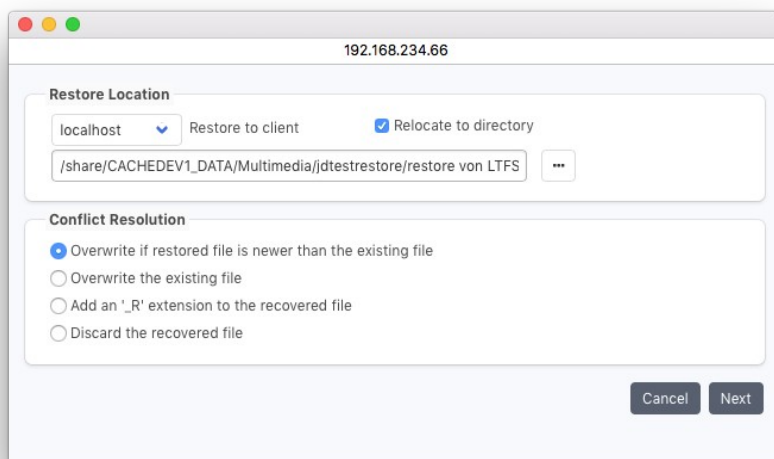 192.168.234.66
Restore Location
localhost Restore to client Relocate to directory
/share/CACHEDEV1_DATA/Multimedia/jdtestrestore/restore von LTFS ...
Conflict Resolution
Overwrite if restored file is newer than the existing file
Overwrite the existing file
Add an '_R' extension to the recovered file
Discard the recovered file
Cancel Next